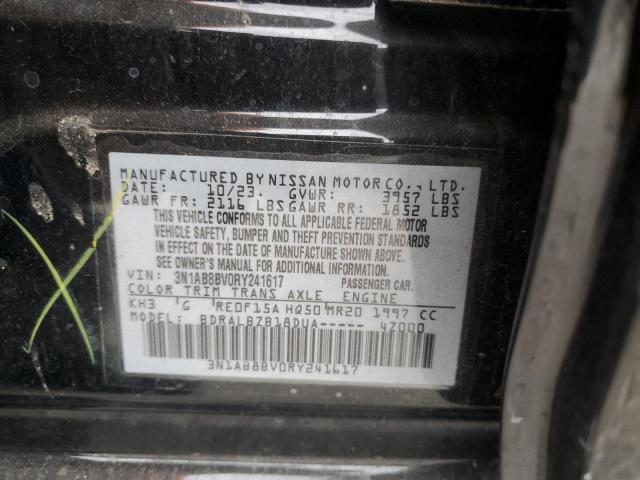 MANUFACTURED BY NISSAN MOTOR CO., LTD.
DATE: 10/23. GVWR: 3957 LBS
GAWR FR: 2116 LBS GAWR RR: 1852 LBS
THIS VEHICLE CONFORMS TO ALL APPLICABLE FEDERAL MOTOR
VEHICLE SAFETY, BUMPER AND THEFT PREVENTION STANDARDS
IN EFFECT ON THE DATE OF MANUFACTURE SHOWN ABOVE.
SEE OWNER'S MANUAL FOR ADDITIONAL INFORMATION
VIN: 3N1AB8BV0RY241617 PASSENGER CAR.
COLOR TRIM TRANS AXLE ENGINE
KH3 G RE0F15A HQ50 MR20 1997 CC
MODEL: BDRALBZB18DUA----- 47000
3N1AB8BV0RY241617